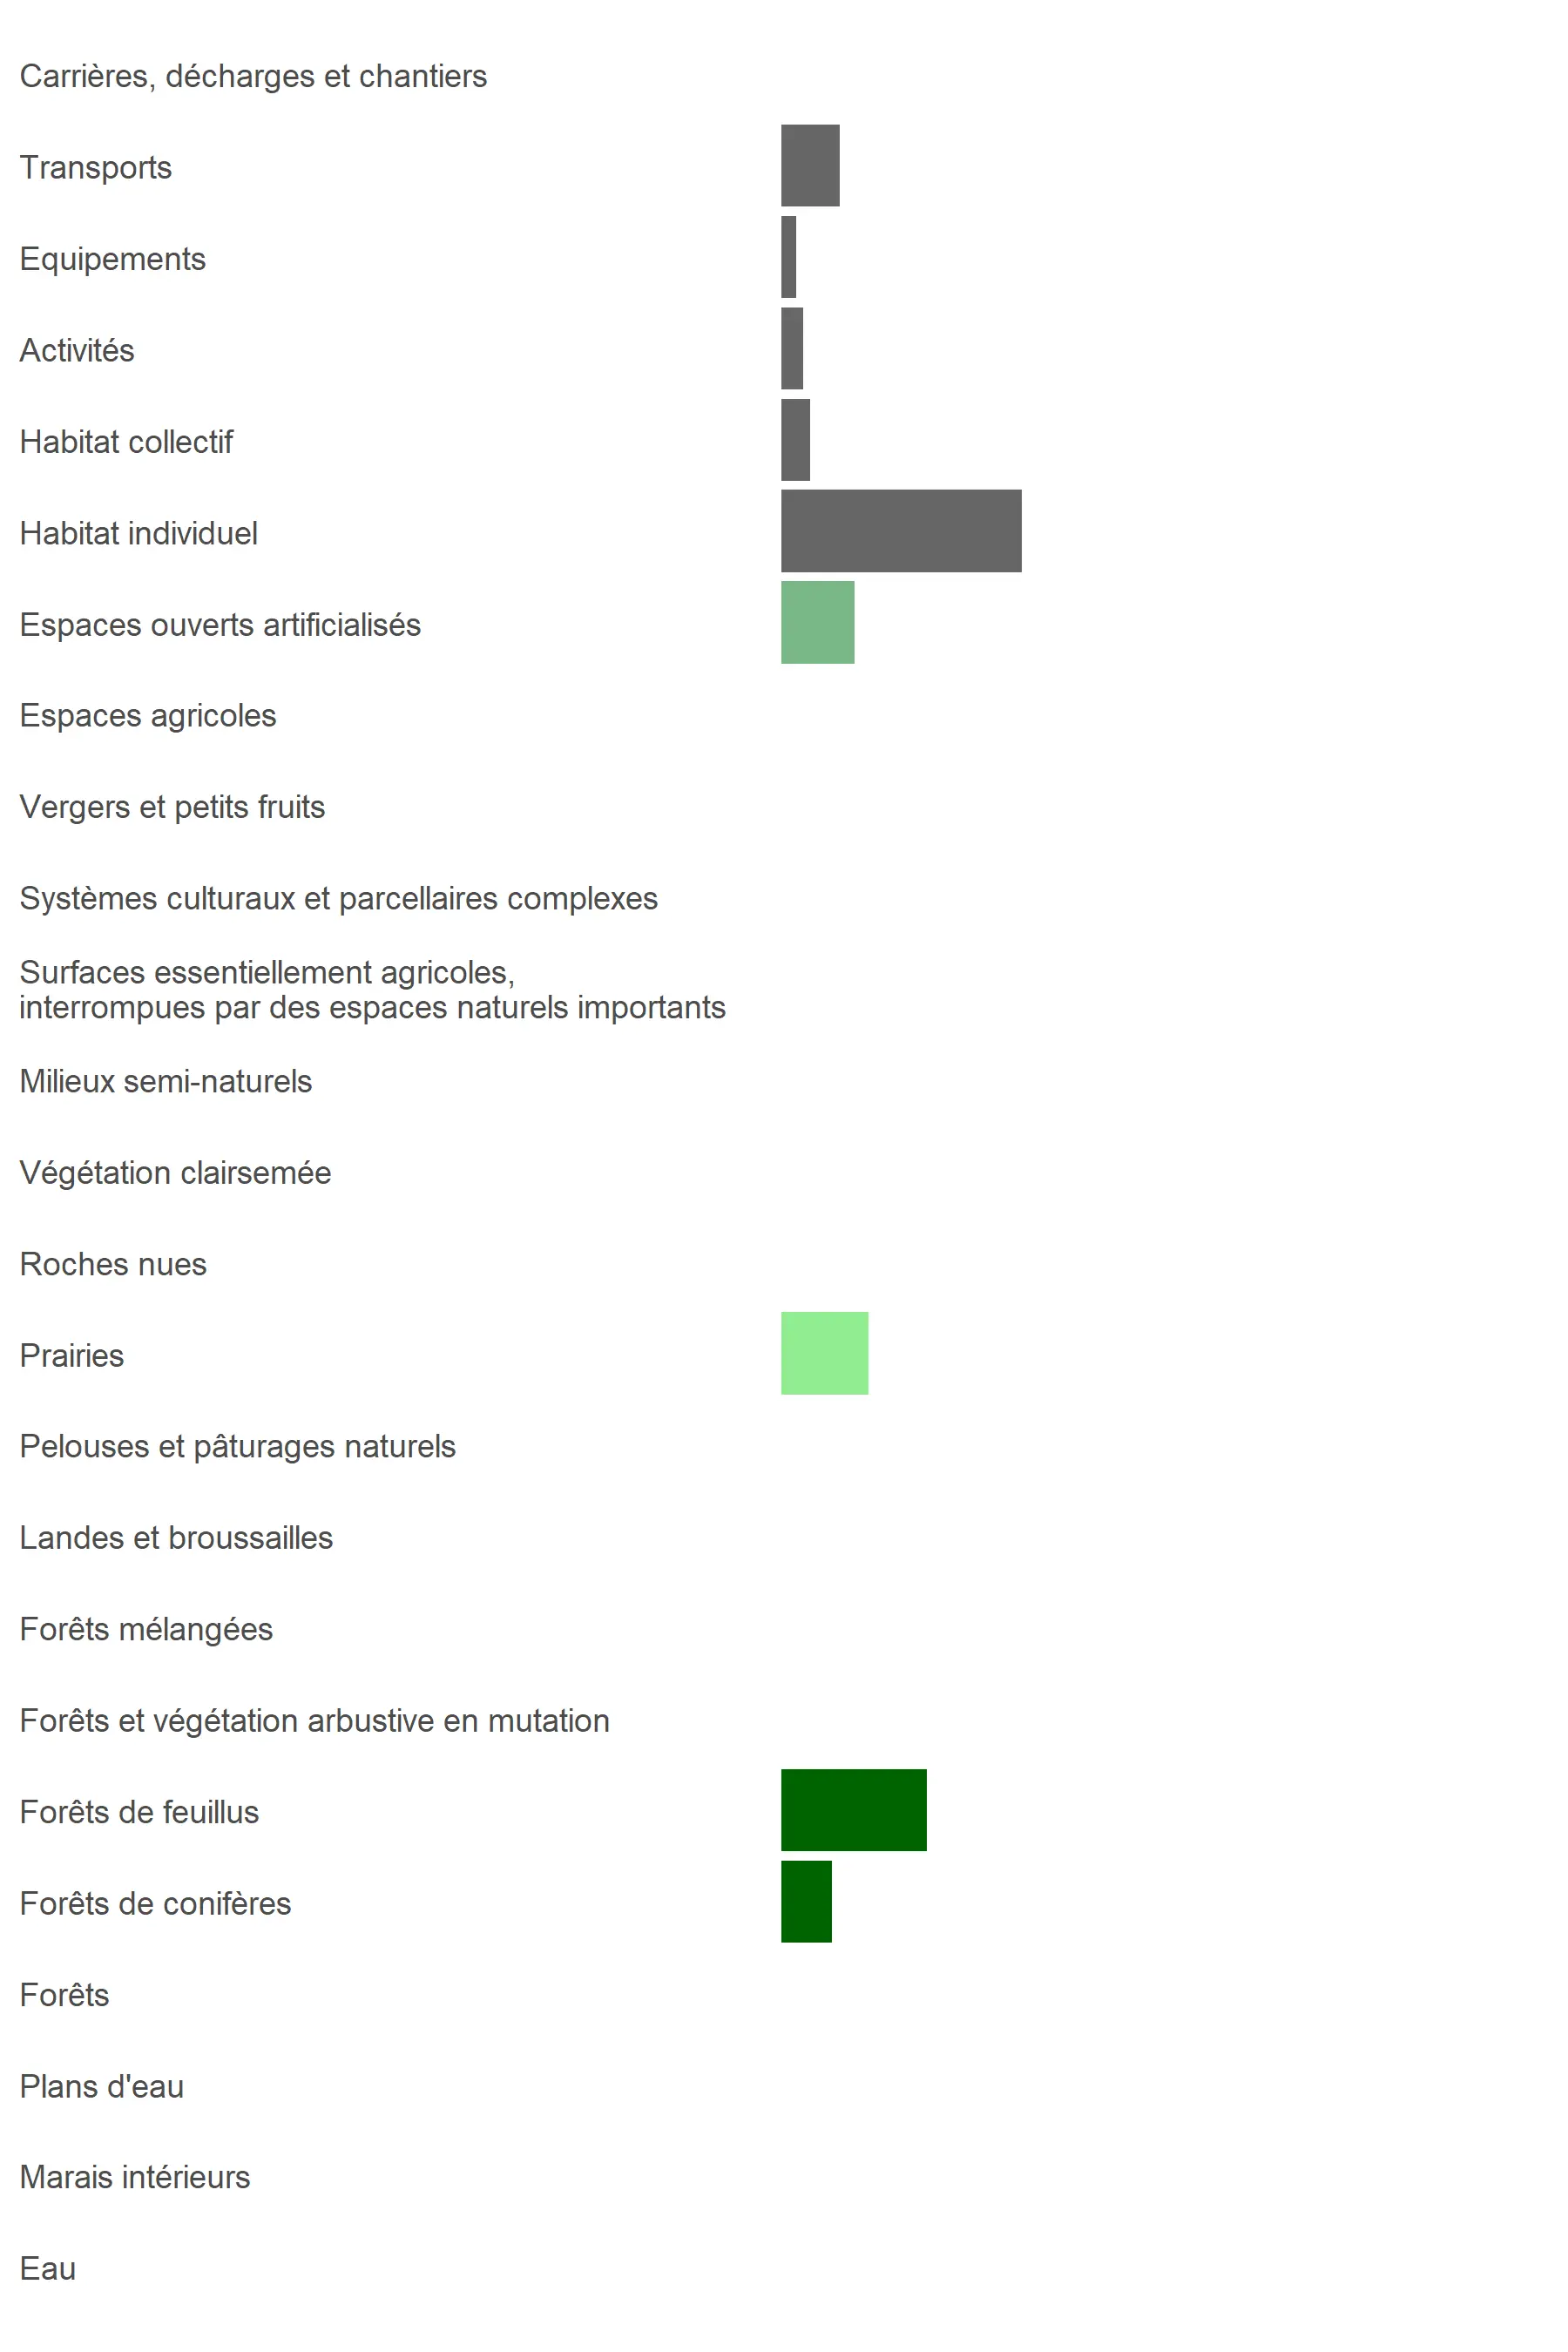 Carrières, décharges et chantiers
Transports
Equipements
Activités
Habitat collectif
Habitat individuel
Espaces ouverts artificialisés
Espaces agricoles
Vergers et petits fruits
Systèmes culturaux et parcellaires complexes
Surfaces essentiellement agricoles,
interrompues par des espaces naturels importants
Milieux semi-naturels
Végétation clairsemée
Roches nues
Prairies
Pelouses et pâturages naturels
Landes et broussailles
Forêts mélangées
Forêts et végétation arbustive en mutation
Forêts de feuillus
Forêts de conifères
Forêts
Plans d'eau
Marais intérieurs
Eau